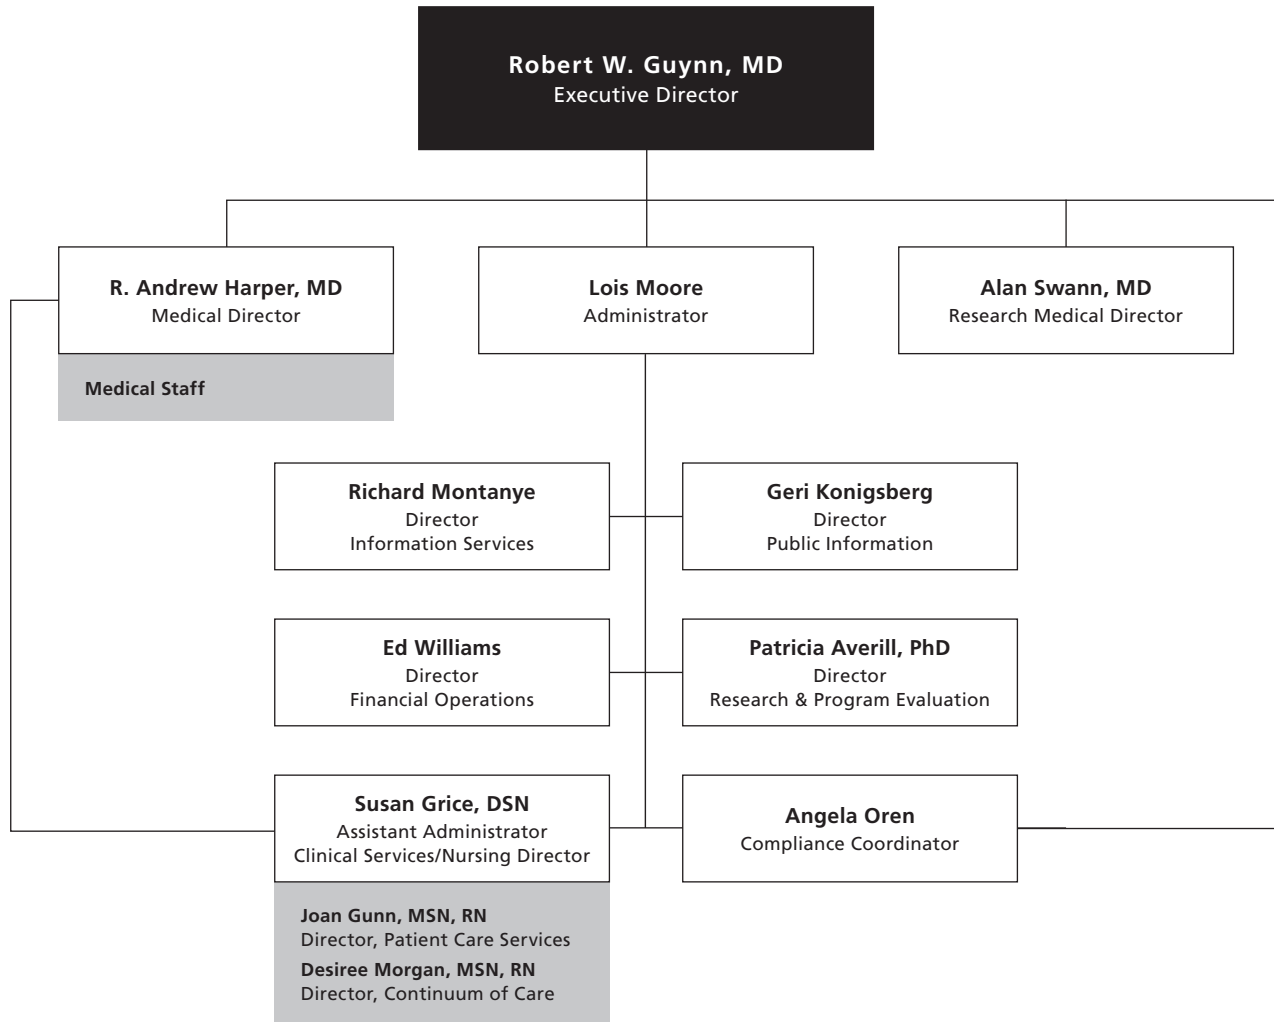 Robert W. Guynn, MD
Executive Director
R. Andrew Harper, MD
Medical Director
Medical Staff
Lois Moore
Administrator
Alan Swann, MD
Research Medical Director
Richard Montanye
Director
Information Services
Geri Konigsberg
Director
Public Information
Ed Williams
Director
Financial Operations
Patricia Averill, PhD
Director
Research & Program Evaluation
Susan Grice, DSN
Assistant Administrator
Clinical Services/Nursing Director
Joan Gunn, MSN, RN
Director, Patient Care Services
Desiree Morgan, MSN, RN
Director, Continuum of Care
Angela Oren
Compliance Coordinator